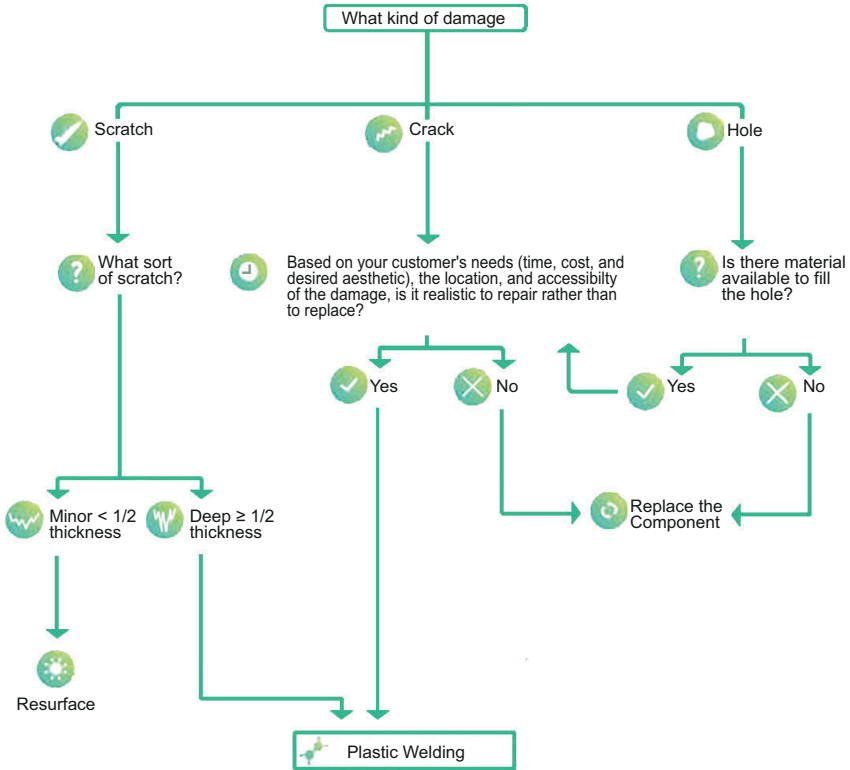 What kind of damage
Scratch
Crack
Hole
What sort
of scratch?
Based on your customer's needs (time, cost, and
desired aesthetic), the location, and accessibilty
of the damage, is it realistic to repair rather than
to replace?
Is there material
available to fill
the hole?
Yes
No
Yes
No
Minor < 1/2
thickness
Deep ≥ 1/2
thickness
Replace the
Component
Resurface
Plastic Welding